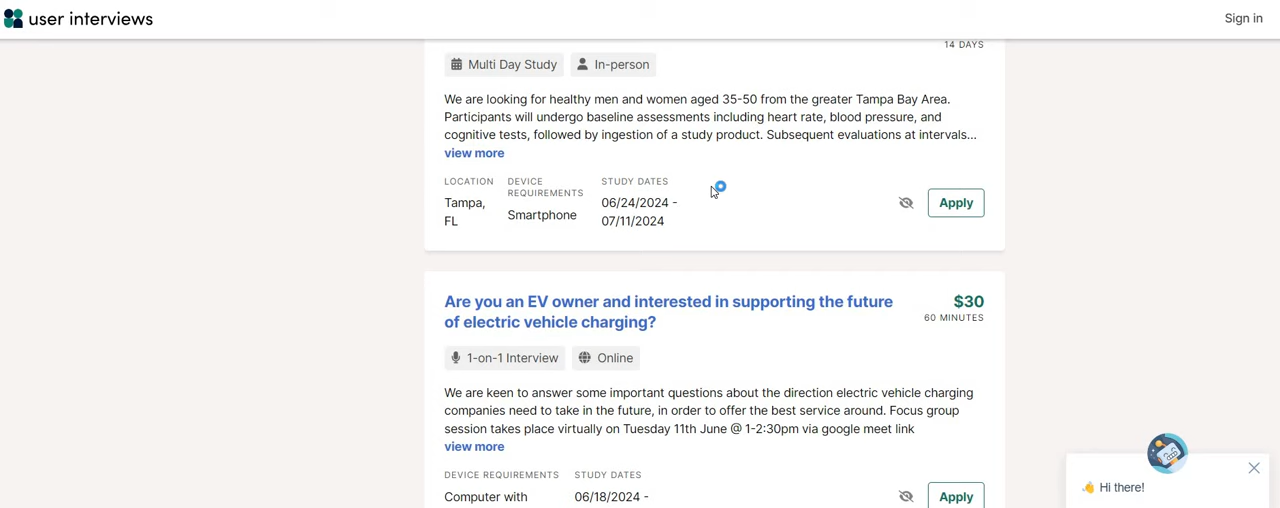 user interviews
Sign in
14 DAYS
Multi Day Study
In-person
We are looking for healthy men and women aged 35-50 from the greater Tampa Bay Area.
Participants will undergo baseline assessments including heart rate, blood pressure, and
cognitive tests, followed by ingestion of a study product. Subsequent evaluations at intervals...
view more
LOCATION
Tampa,
FL
DEVICE
REQUIREMENTS
Smartphone
STUDY DATES
06/24/2024 -
07/11/2024
Apply
Are you an EV owner and interested in supporting the future
of electric vehicle charging?
$30
60 MINUTES
1-on-1 Interview
Online
We are keen to answer some important questions about the direction electric vehicle charging
companies need to take in the future, in order to offer the best service around. Focus group
session takes place virtually on Tuesday 11th June @ 1-2:30pm via google meet link
view more
DEVICE REQUIREMENTS
Computer with
STUDY DATES
06/18/2024 -
Apply
👋 Hi there!